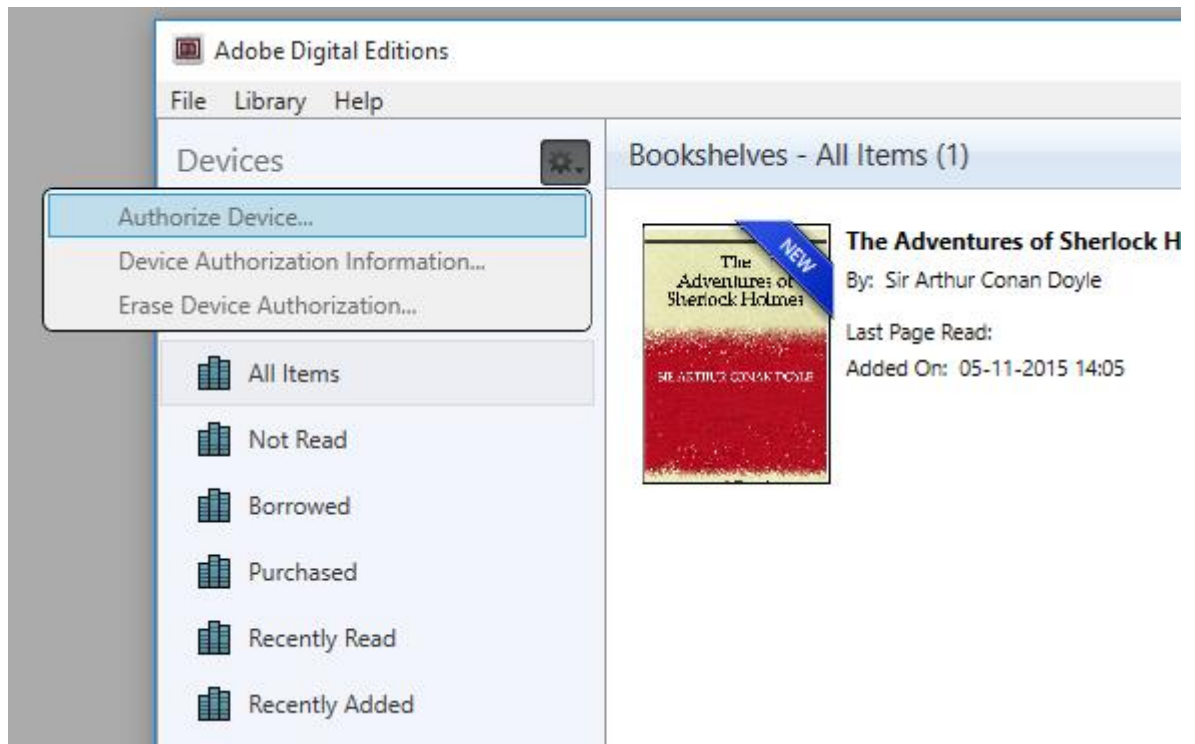 Adobe Digital Editions
File Library Help
Devices
Authorize Device...
Device Authorization Information...
Erase Device Authorization...
All Items
Not Read
Borrowed
Purchased
Recently Read
Recently Added
Bookshelves - All Items (1)
NEW
The
Adventures of
Sherlock Holmes
SIR ARTHUR CONAN DOYLE
The Adventures of Sherlock H
By: Sir Arthur Conan Doyle
Last Page Read:
Added On: 05-11-2015 14:05